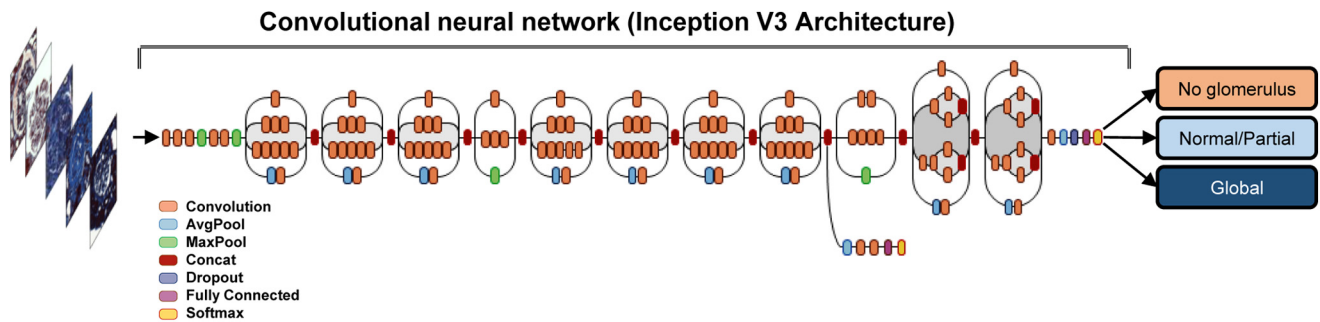 Convolutional neural network (Inception V3 Architecture)
No glomerulus
Normal/Partial
Global
Convolution
AvgPool
MaxPool
Concat
Dropout
Fully Connected
Softmax